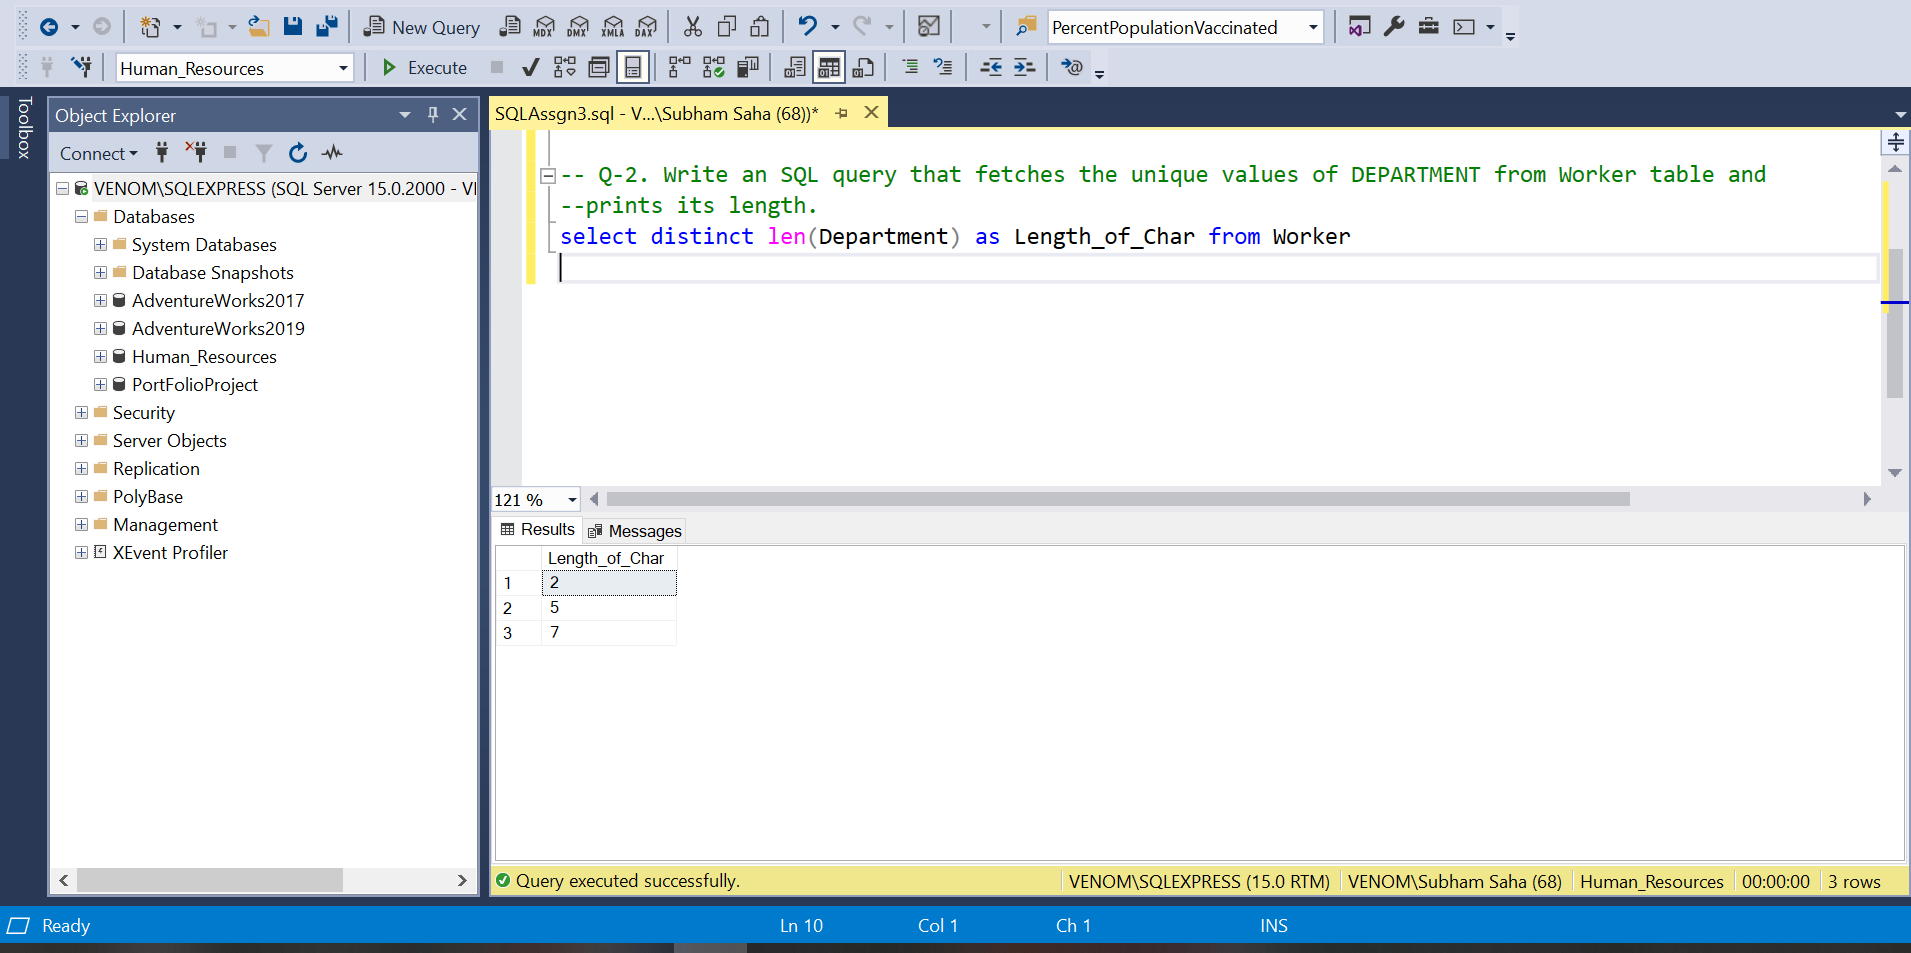 New Query
MDX
DMX
XMLA
DAX
PercentPopulationVaccinated
Human_Resources
Execute
Toolbox
Object Explorer
Connect
VENOM\SQLEXPRESS (SQL Server 15.0.2000 - VI
Databases
System Databases
Database Snapshots
AdventureWorks2017
AdventureWorks2019
Human_Resources
PortFolioProject
Security
Server Objects
Replication
PolyBase
Management
XEvent Profiler
SQLAssgn3.sql - V...\Subham Saha (68))*
-- Q-2. Write an SQL query that fetches the unique values of DEPARTMENT from Worker table and
--prints its length.
select distinct len(Department) as Length_of_Char from Worker
121 %
Results Messages
Length_of_Char
1 2
2 5
3 7
Query executed successfully.
VENOM\SQLEXPRESS (15.0 RTM) VENOM\Subham Saha (68) Human_Resources 00:00:00 3 rows
Ready Ln 10 Col 1 Ch 1 INS